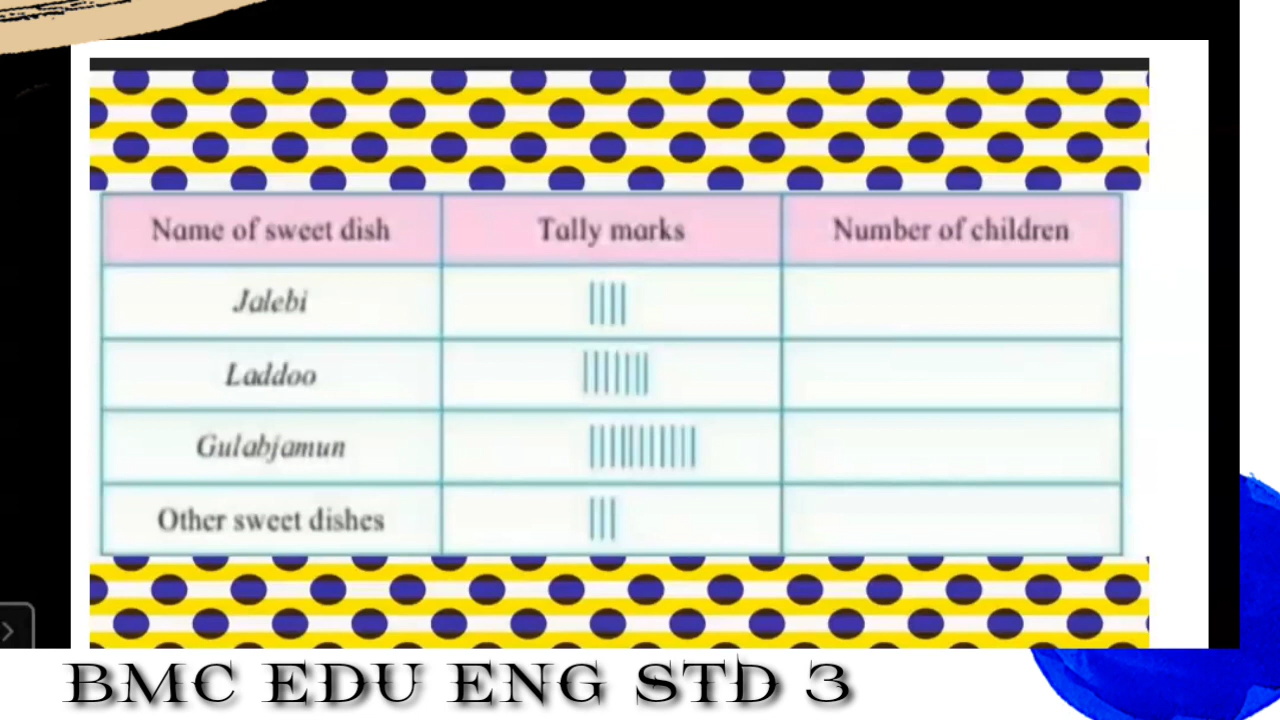 Name of sweet dish Tally marks Number of children
Jalebi ||||
Laddoo |||||||
Gulabjamun |||||||||||
Other sweet dishes |||
BMC EDU ENG STD 3